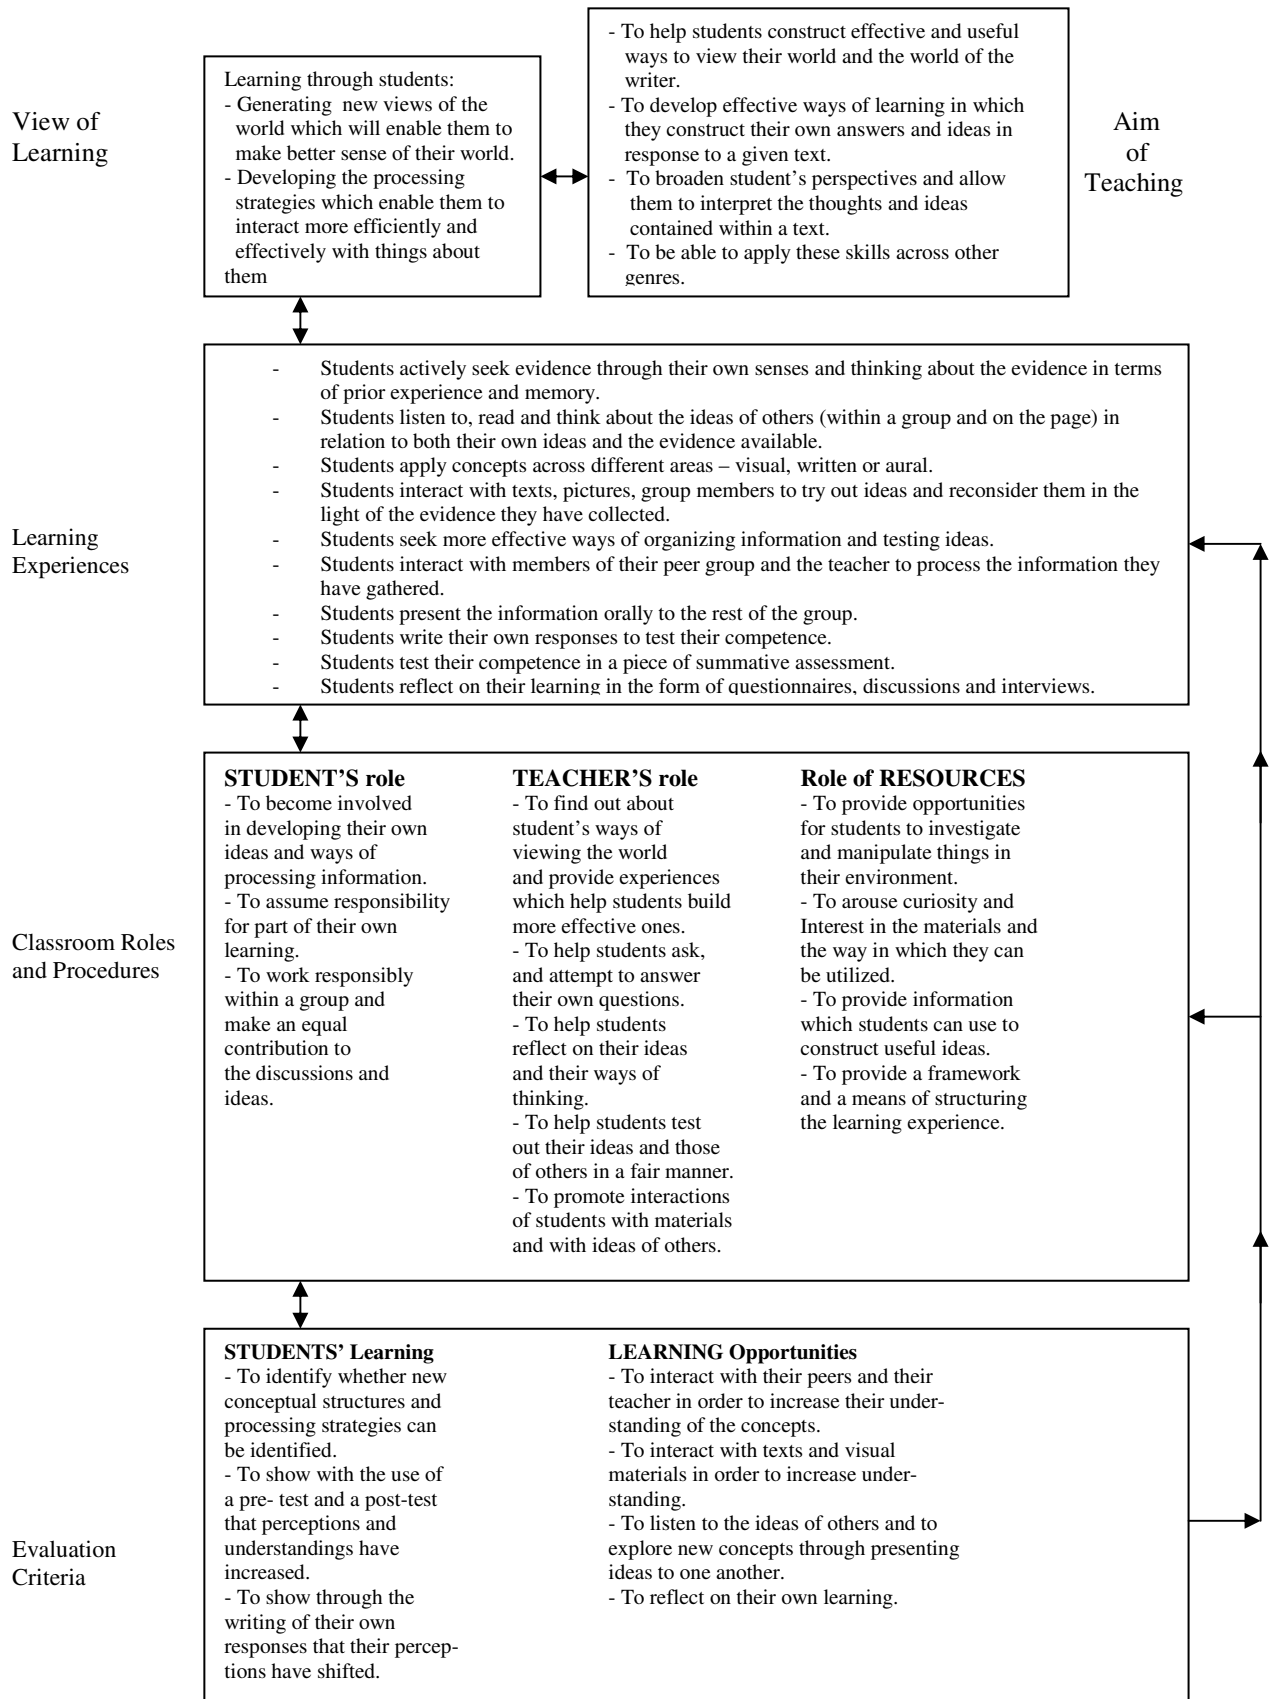 View of
Learning
Learning through students:
- Generating  new views of the
world which will enable them to
make better sense of their world.
- Developing the processing
strategies which enable them to
interact more efficiently and
effectively with things about
them
- To help students construct effective and useful
ways to view their world and the world of the
writer.
- To develop effective ways of learning in which
they construct their own answers and ideas in
response to a given text.
- To broaden student's perspectives and allow
them to interpret the thoughts and ideas
contained within a text.
- To be able to apply these skills across other
genres.
Aim
of
Teaching
Learning
Experiences
- Students actively seek evidence through their own senses and thinking about the evidence in terms
of prior experience and memory.
- Students listen to, read and think about the ideas of others (within a group and on the page) in
relation to both their own ideas and the evidence available.
- Students apply concepts across different areas – visual, written or aural.
- Students interact with texts, pictures, group members to try out ideas and reconsider them in the
light of the evidence they have collected.
- Students seek more effective ways of organizing information and testing ideas.
- Students interact with members of their peer group and the teacher to process the information they
have gathered.
- Students present the information orally to the rest of the group.
- Students write their own responses to test their competence.
- Students test their competence in a piece of summative assessment.
- Students reflect on their learning in the form of questionnaires, discussions and interviews.
Classroom Roles
and Procedures
STUDENT'S role
- To become involved
in developing their own
ideas and ways of
processing information.
- To assume responsibility
for part of their own
learning.
- To work responsibly
within a group and
make an equal
contribution to
the discussions and
ideas.
TEACHER'S role
- To find out about
student's ways of
viewing the world
and provide experiences
which help students build
more effective ones.
- To help students ask,
and attempt to answer
their own questions.
- To help students
reflect on their ideas
and their ways of
thinking.
- To help students test
out their ideas and those
of others in a fair manner.
- To promote interactions
of students with materials
and with ideas of others.
Role of RESOURCES
- To provide opportunities
for students to investigate
and manipulate things in
their environment.
- To arouse curiosity and
Interest in the materials and
the way in which they can
be utilized.
- To provide information
which students can use to
construct useful ideas.
- To provide a framework
and a means of structuring
the learning experience.
Evaluation
Criteria
STUDENTS' Learning
- To identify whether new
conceptual structures and
processing strategies can
be identified.
- To show with the use of
a pre- test and a post-test
that perceptions and
understandings have
increased.
- To show through the
writing of their own
responses that their percep-
tions have shifted.
LEARNING Opportunities
- To interact with their peers and their
teacher in order to increase their under-
standing of the concepts.
- To interact with texts and visual
materials in order to increase under-
standing.
- To listen to the ideas of others and to
explore new concepts through presenting
ideas to one another.
- To reflect on their own learning.